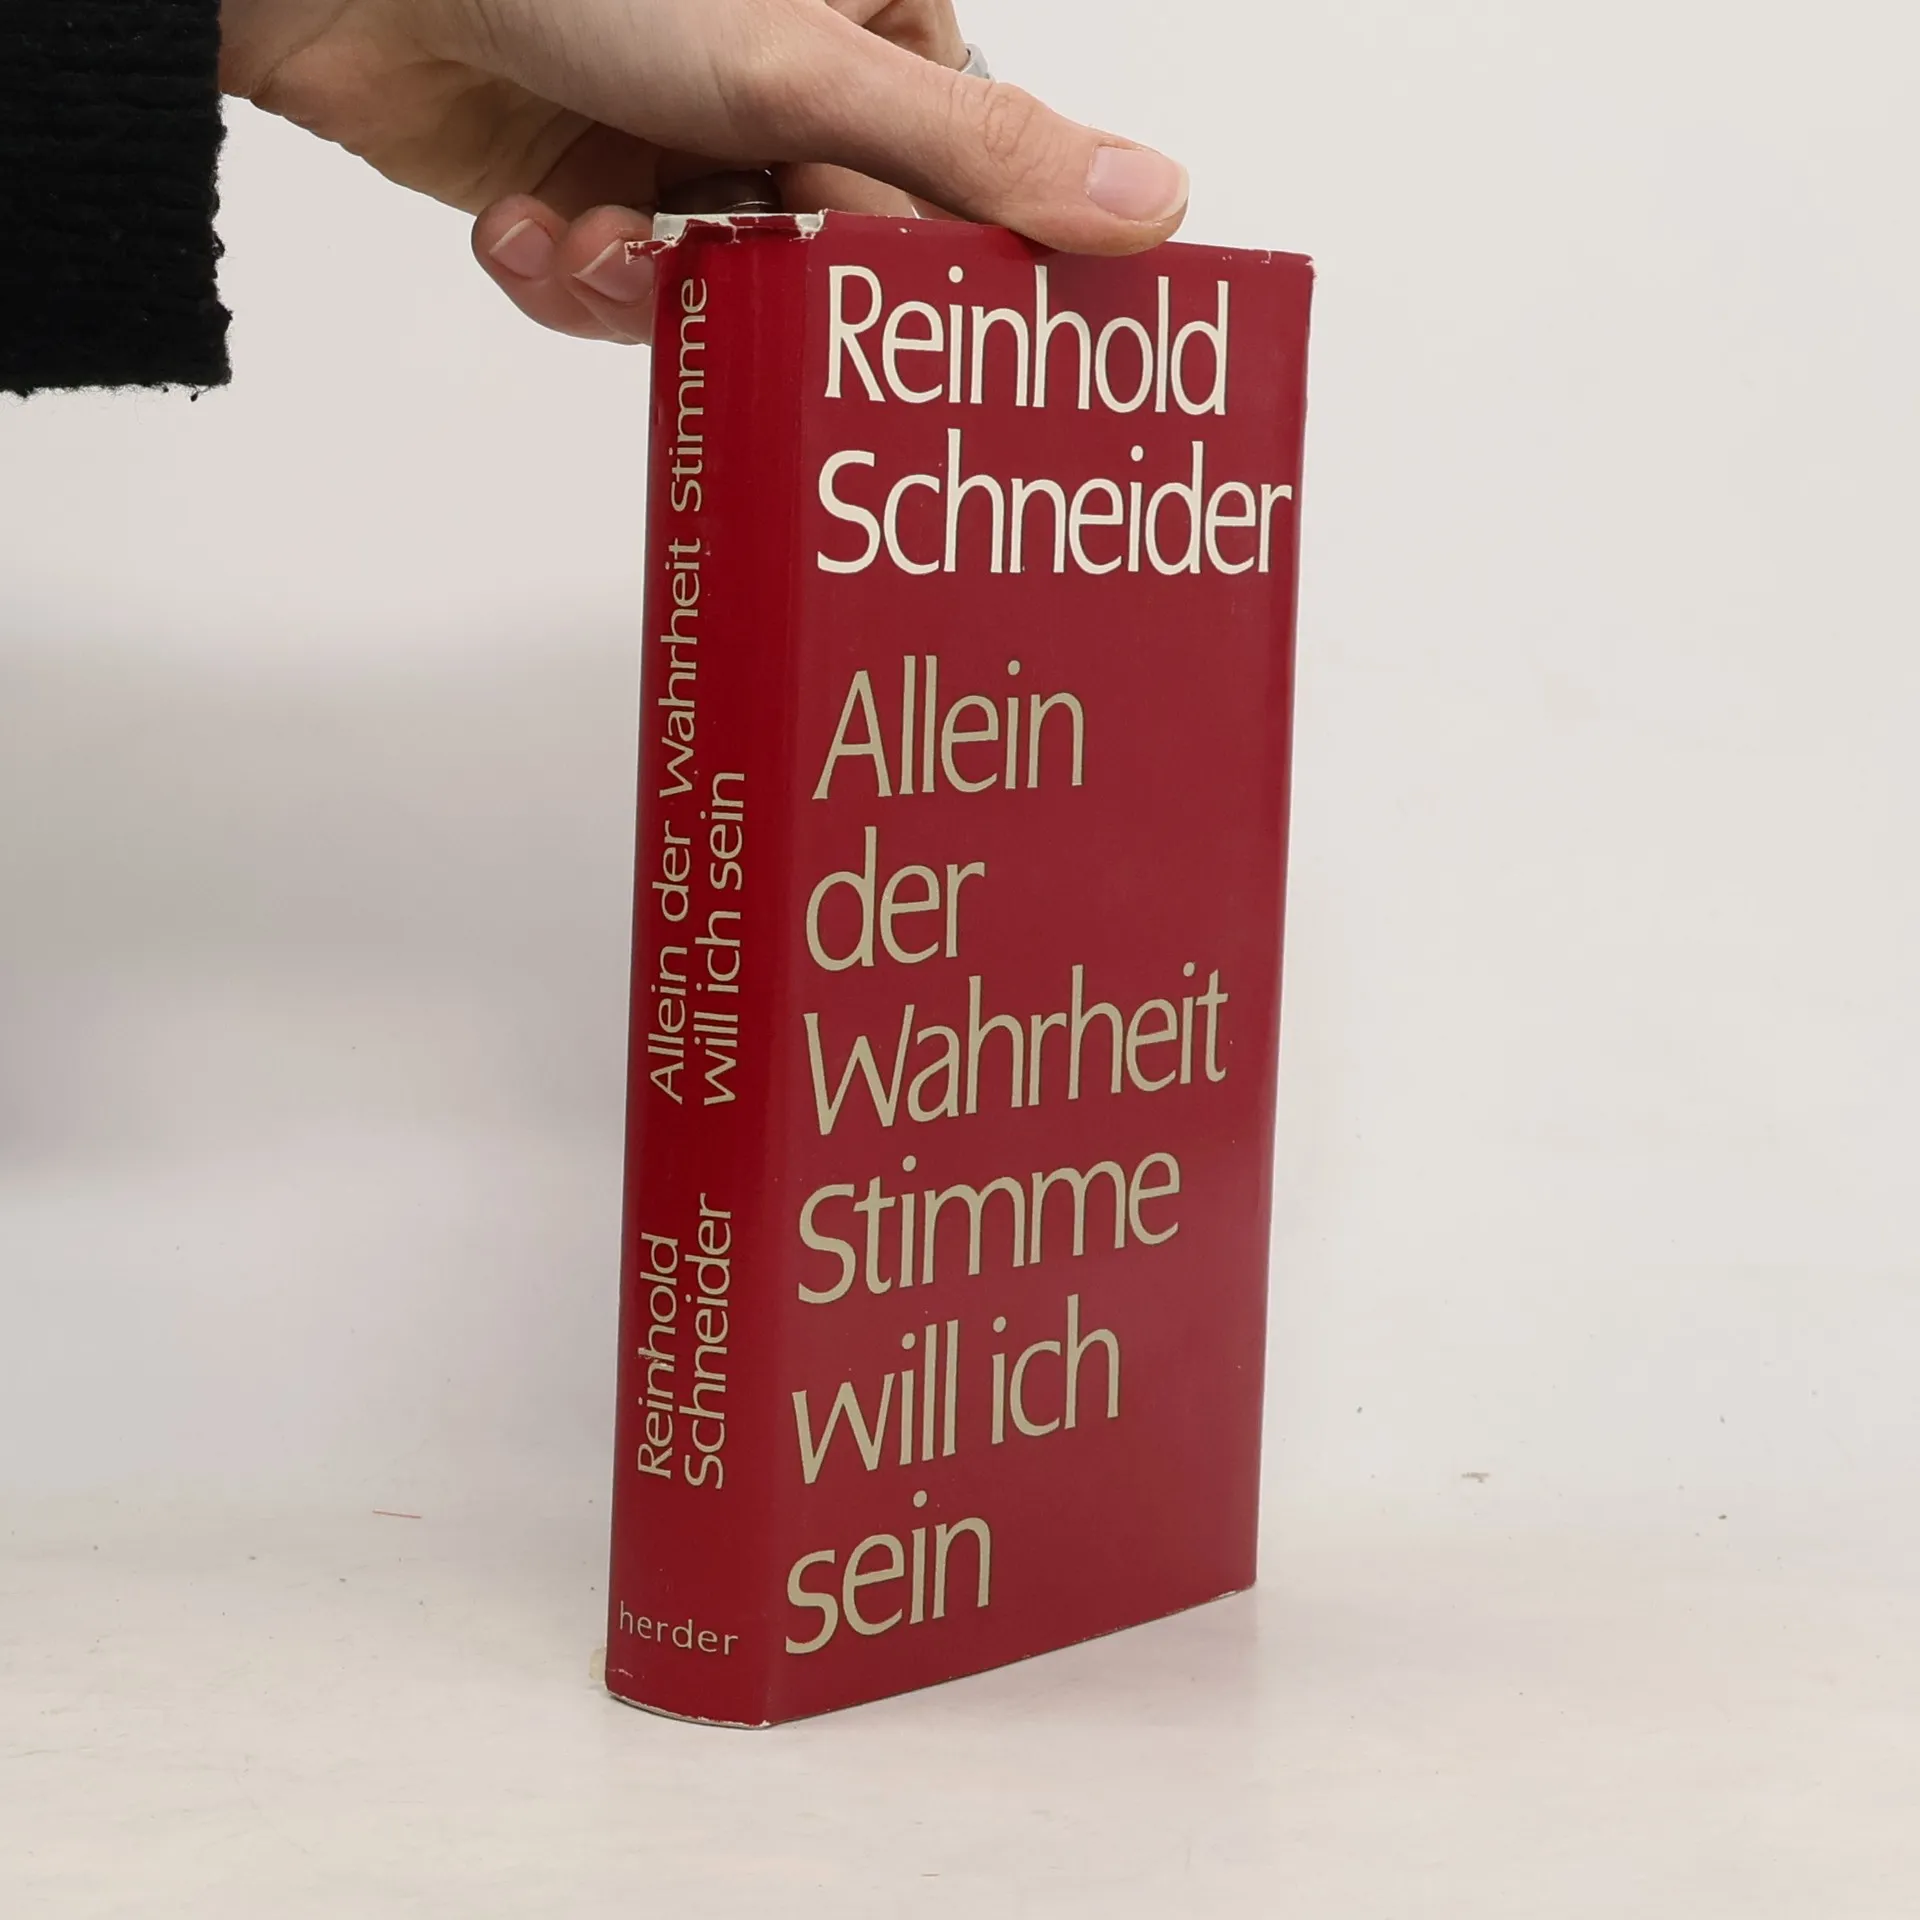 Reinhold
Schneider
Allein
der
Wahrheit
Stimme
will ich
sein
Allein der Wahrheit Stimme
will ich sein
Reinhold
Schneider
herder